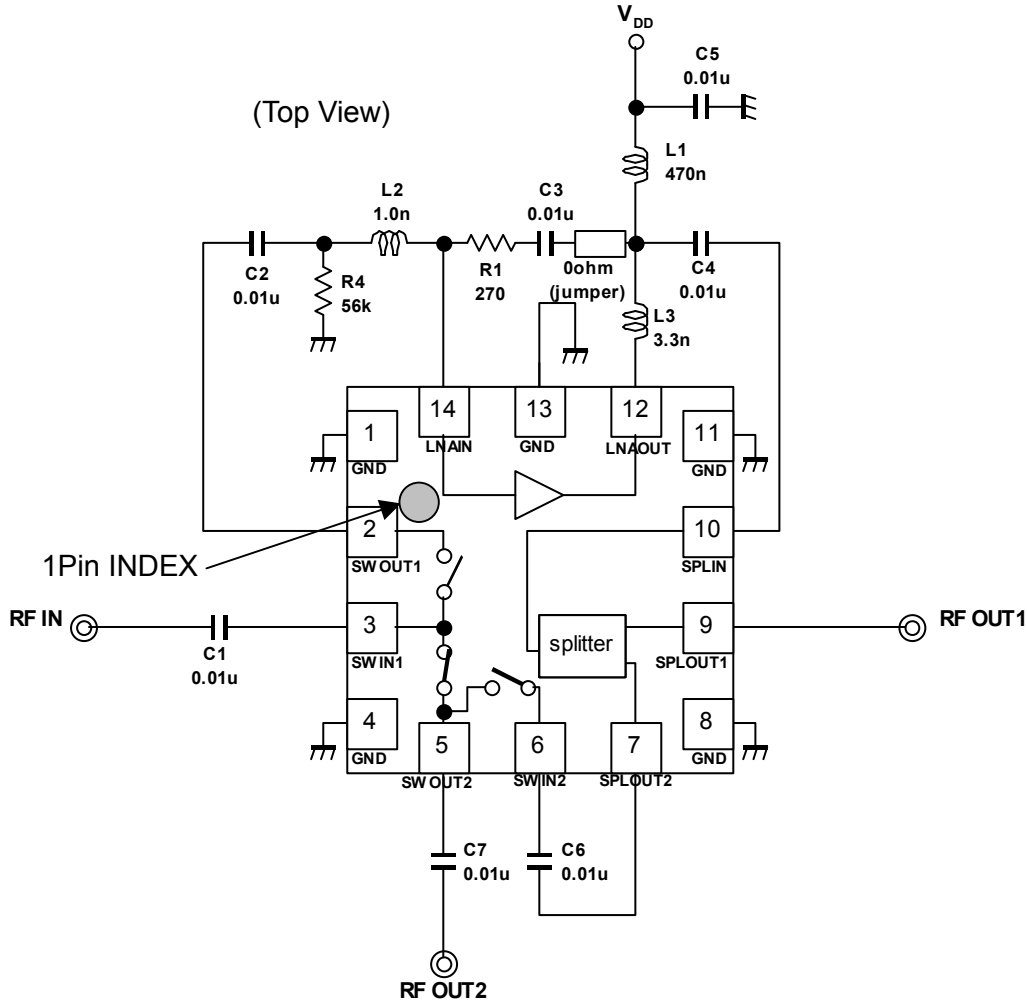 V DD
C5
0.01u
(Top View)
L1
470n
L2
1.0n
C3
0.01u
C2
0.01u
R4
56k
R1
270
0ohm
(jumper)
C4
0.01u
L3
3.3n
14
13
12
LNAIN
GND
LNAOUT
1
GND
11
GND
2
SWOUT1
10
SPLIN
1Pin INDEX
RF IN
C1
0.01u
3
SWIN1
splitter
9
SPLOUT1
RF OUT1
4
GND
8
GND
5
6
7
SWOUT2
SWIN2
SPLOUT2
C7
0.01u
C6
0.01u
RF OUT2